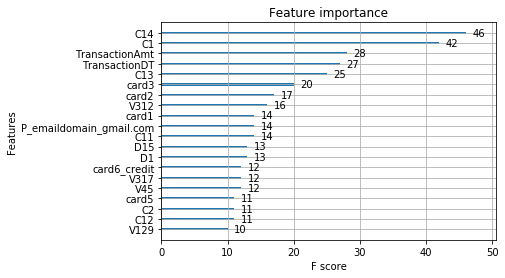 Feature importance
Features
C14 46
C1 42
TransactionAmt 28
TransactionDT 27
C13 25
card3 20
card2 17
V312 16
card1 14
P_emaildomain_gmail.com 14
C11 14
D15 13
D1 13
card6_credit 12
V317 12
V45 12
card5 11
C2 11
C12 11
V129 10
0 10 20 30 40 50
F score